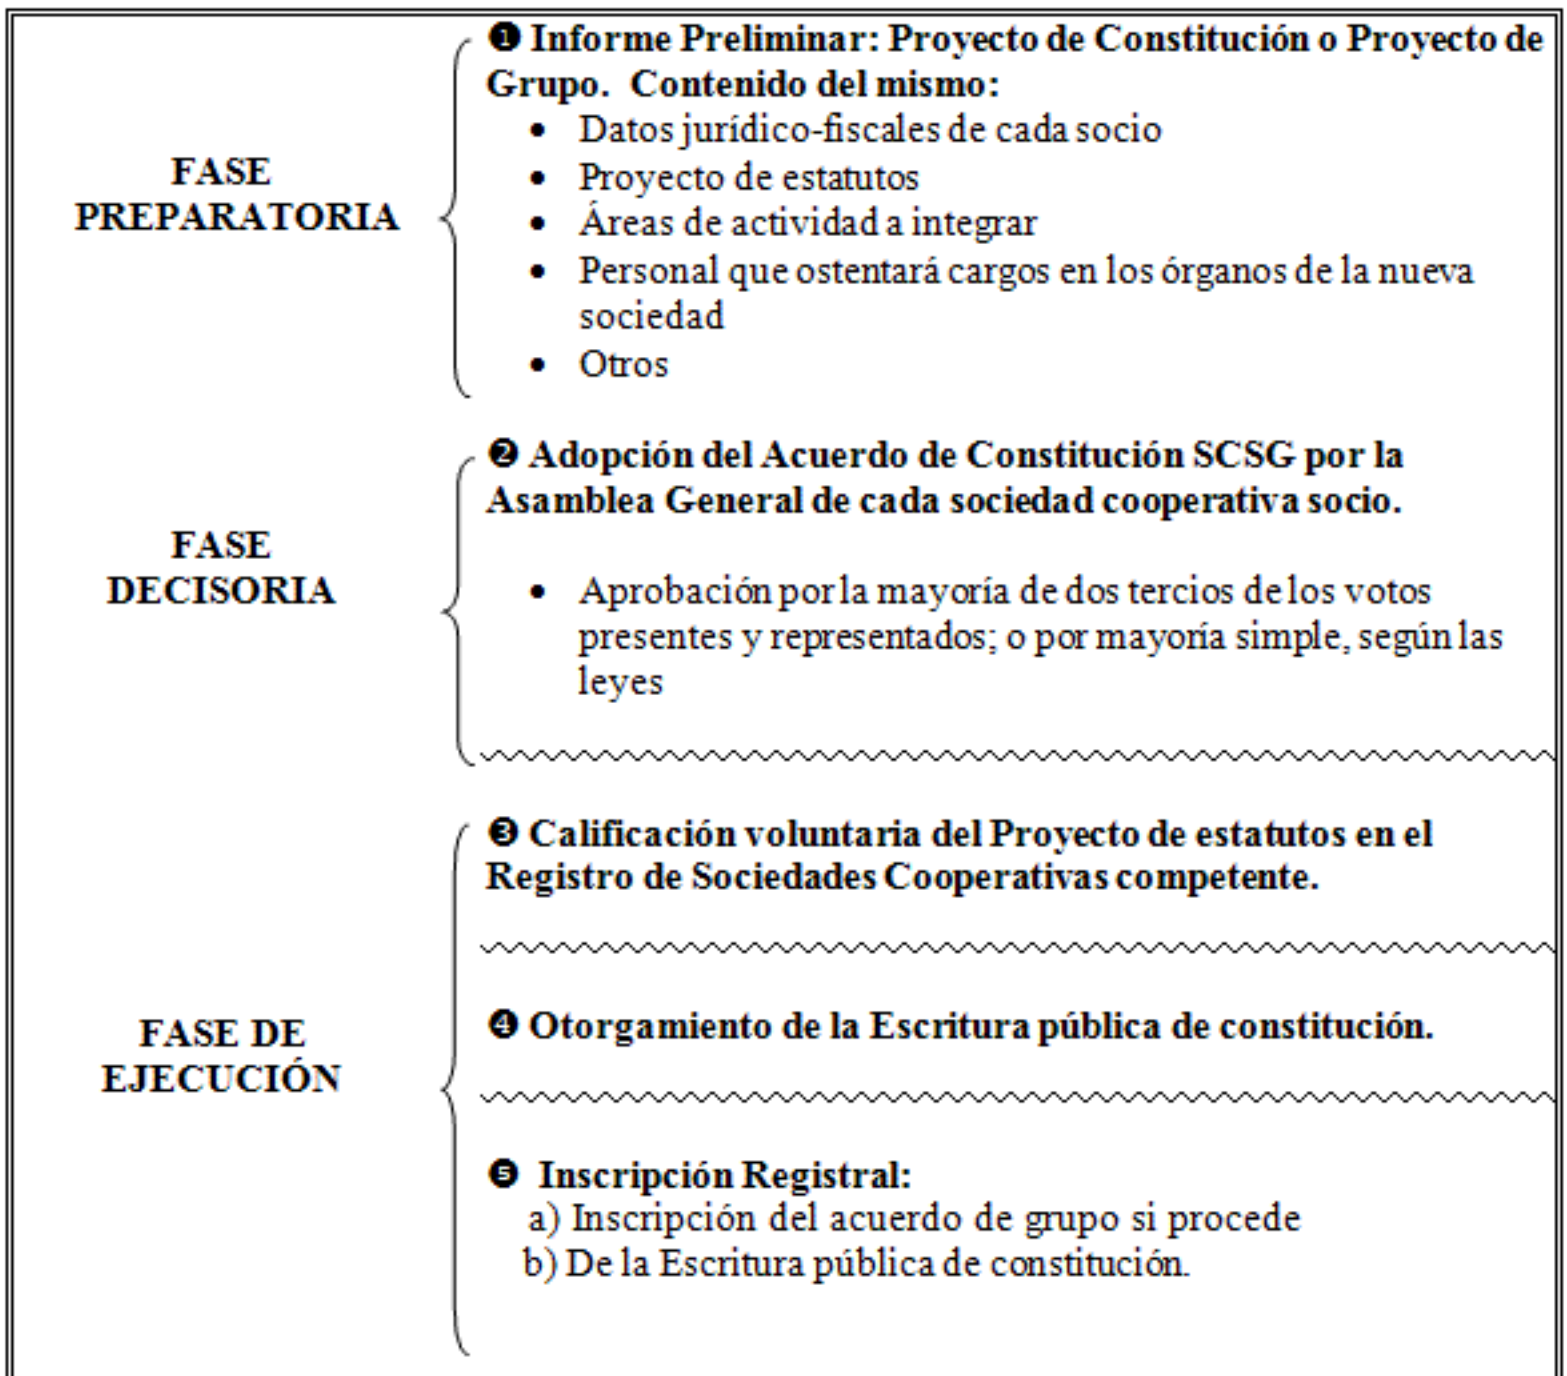 FASE
PREPARATORIA
❶ Informe Preliminar: Proyecto de Constitución o Proyecto de
Grupo. Contenido del mismo:
• Datos jurídico-fiscales de cada socio
• Proyecto de estatutos
• Áreas de actividad a integrar
• Personal que ostentará cargos en los órganos de la nueva
sociedad
• Otros
FASE
DECISORIA
❷ Adopción del Acuerdo de Constitución SCSG por la
Asamblea General de cada sociedad cooperativa socio.
• Aprobación por la mayoría de dos tercios de los votos
presentes y representados; o por mayoría simple, según las
leyes
FASE DE
EJECUCIÓN
❸ Calificación voluntaria del Proyecto de estatutos en el
Registro de Sociedades Cooperativas competente.
❹ Otorgamiento de la Escritura pública de constitución.
❺ Inscripción Registral:
a) Inscripción del acuerdo de grupo si procede
b) De la Escritura pública de constitución.